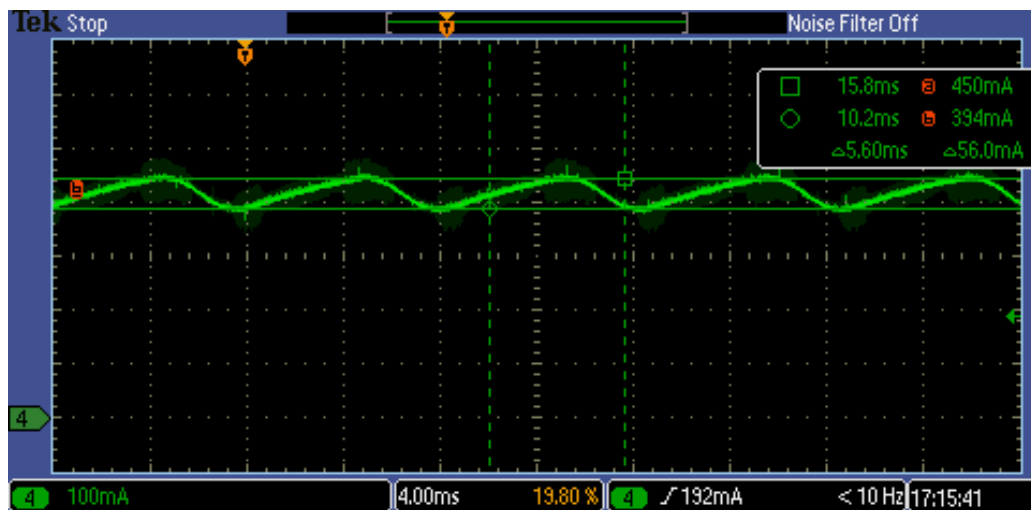 Tek Stop
Noise Filter Off
15.8ms a 450mA
10.2ms b 394mA
△5.60ms △56.0mA
T
T
b
4
4 100mA
4.00ms
19.80 %
4 192mA
< 10 Hz
17:15:41